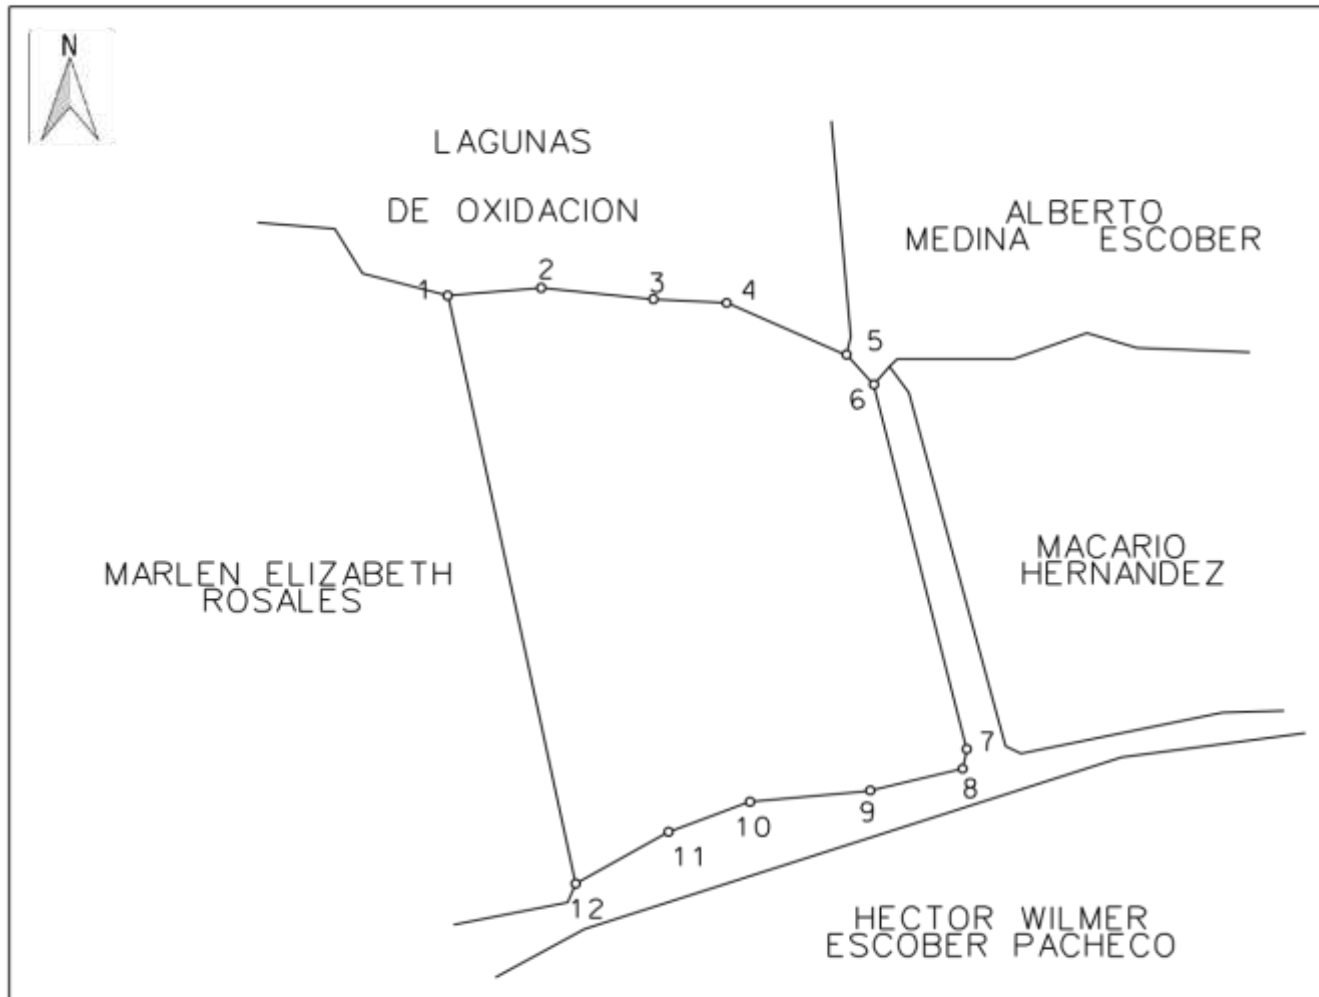 N
LAGUNAS
DE OXIDACION
ALBERTO
MEDINA ESCOBER
1
2
3
4
5
6
MARLEN ELIZABETH
ROSALES
MACARIO
HERNANDEZ
7
8
9
10
11
12
HECTOR WILMER
ESCOBER PACHECO